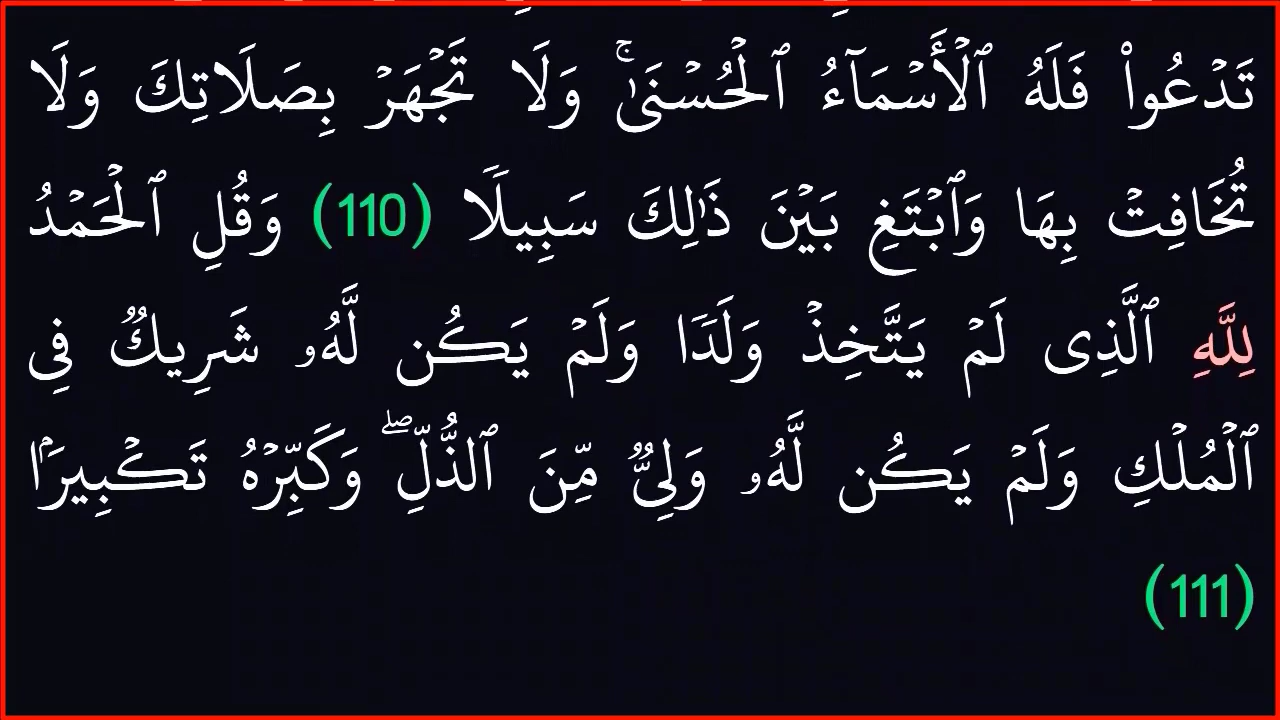 تَدۡعُواْ فَلَهُ ٱلۡأَسۡمَآءُ ٱلۡحُسۡنَىٰۚ وَلَا تَجۡهَرۡ بِصَلَاتِكَ وَلَا
تُخَافِتۡ بِهَا وَٱبۡتَغِ بَيۡنَ ذَٰلِكَ سَبِيلٗا (110) وَقُلِ ٱلۡحَمۡدُ
لِلَّهِ ٱلَّذِى لَمۡ يَتَّخِذۡ وَلَدٗا وَلَمۡ يَكُن لَّهُۥ شَرِيكٞ فِى
ٱلۡمُلۡكِ وَلَمۡ يَكُن لَّهُۥ وَلِىّٞ مِّنَ ٱلذُّلِّۖ وَكَبِّرۡهُ تَكۡبِيرَۢا
(111)